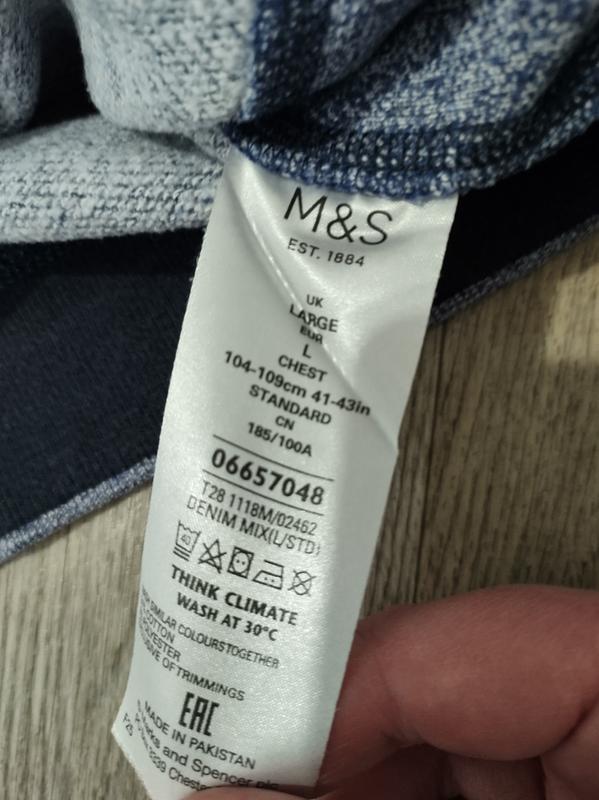 M&S
EST. 1884
UK
LARGE
EUR
L
CHEST
104-109cm 41-43in
STANDARD
CN
185/100A
06657048
T28 1118M/02462
DENIM MIX(L/STD)
40
THINK CLIMATE
WASH AT 30°C
SIMILAR COLOURS TOGETHER
COTTON
POLYESTER
OF TRIMMINGS
EAC
MADE IN PAKISTAN
Marks and Spencer plc